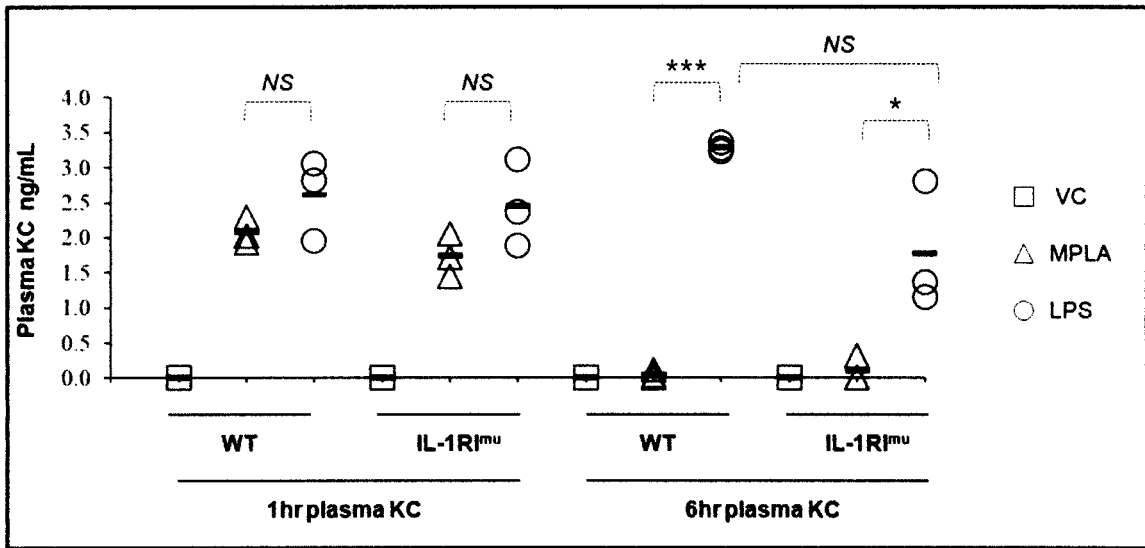 NS
***
NS
NS
*
Plasma KC ng/mL
4.0
3.5
3.0
2.5
2.0
1.5
1.0
0.5
0.0
VC
MPLA
LPS
WT
IL-1RI^mu
WT
IL-1RI^mu
1hr plasma KC
6hr plasma KC